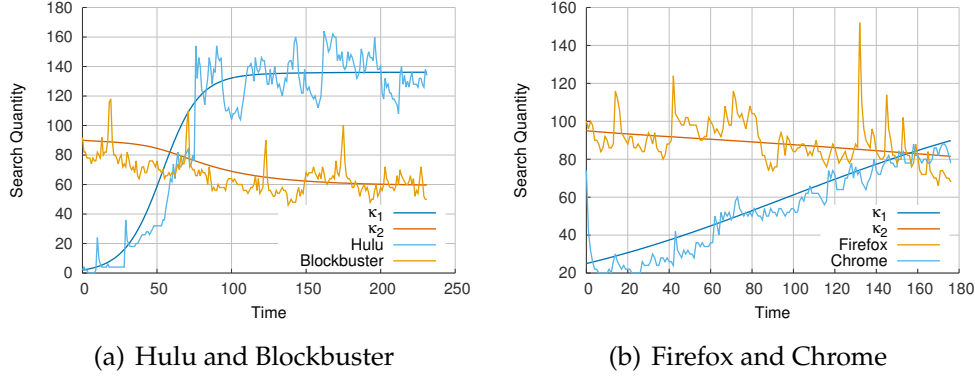 Search Quantity
180
160
140
120
100
80
60
40
20
0
0
50
100
150
200
250
Time
κ1
κ2
Hulu
Blockbuster
(a) Hulu and Blockbuster
Search Quantity
160
140
120
100
80
60
40
20
0
20
40
60
80
100
120
140
160
180
Time
κ1
κ2
Firefox
Chrome
(b) Firefox and Chrome